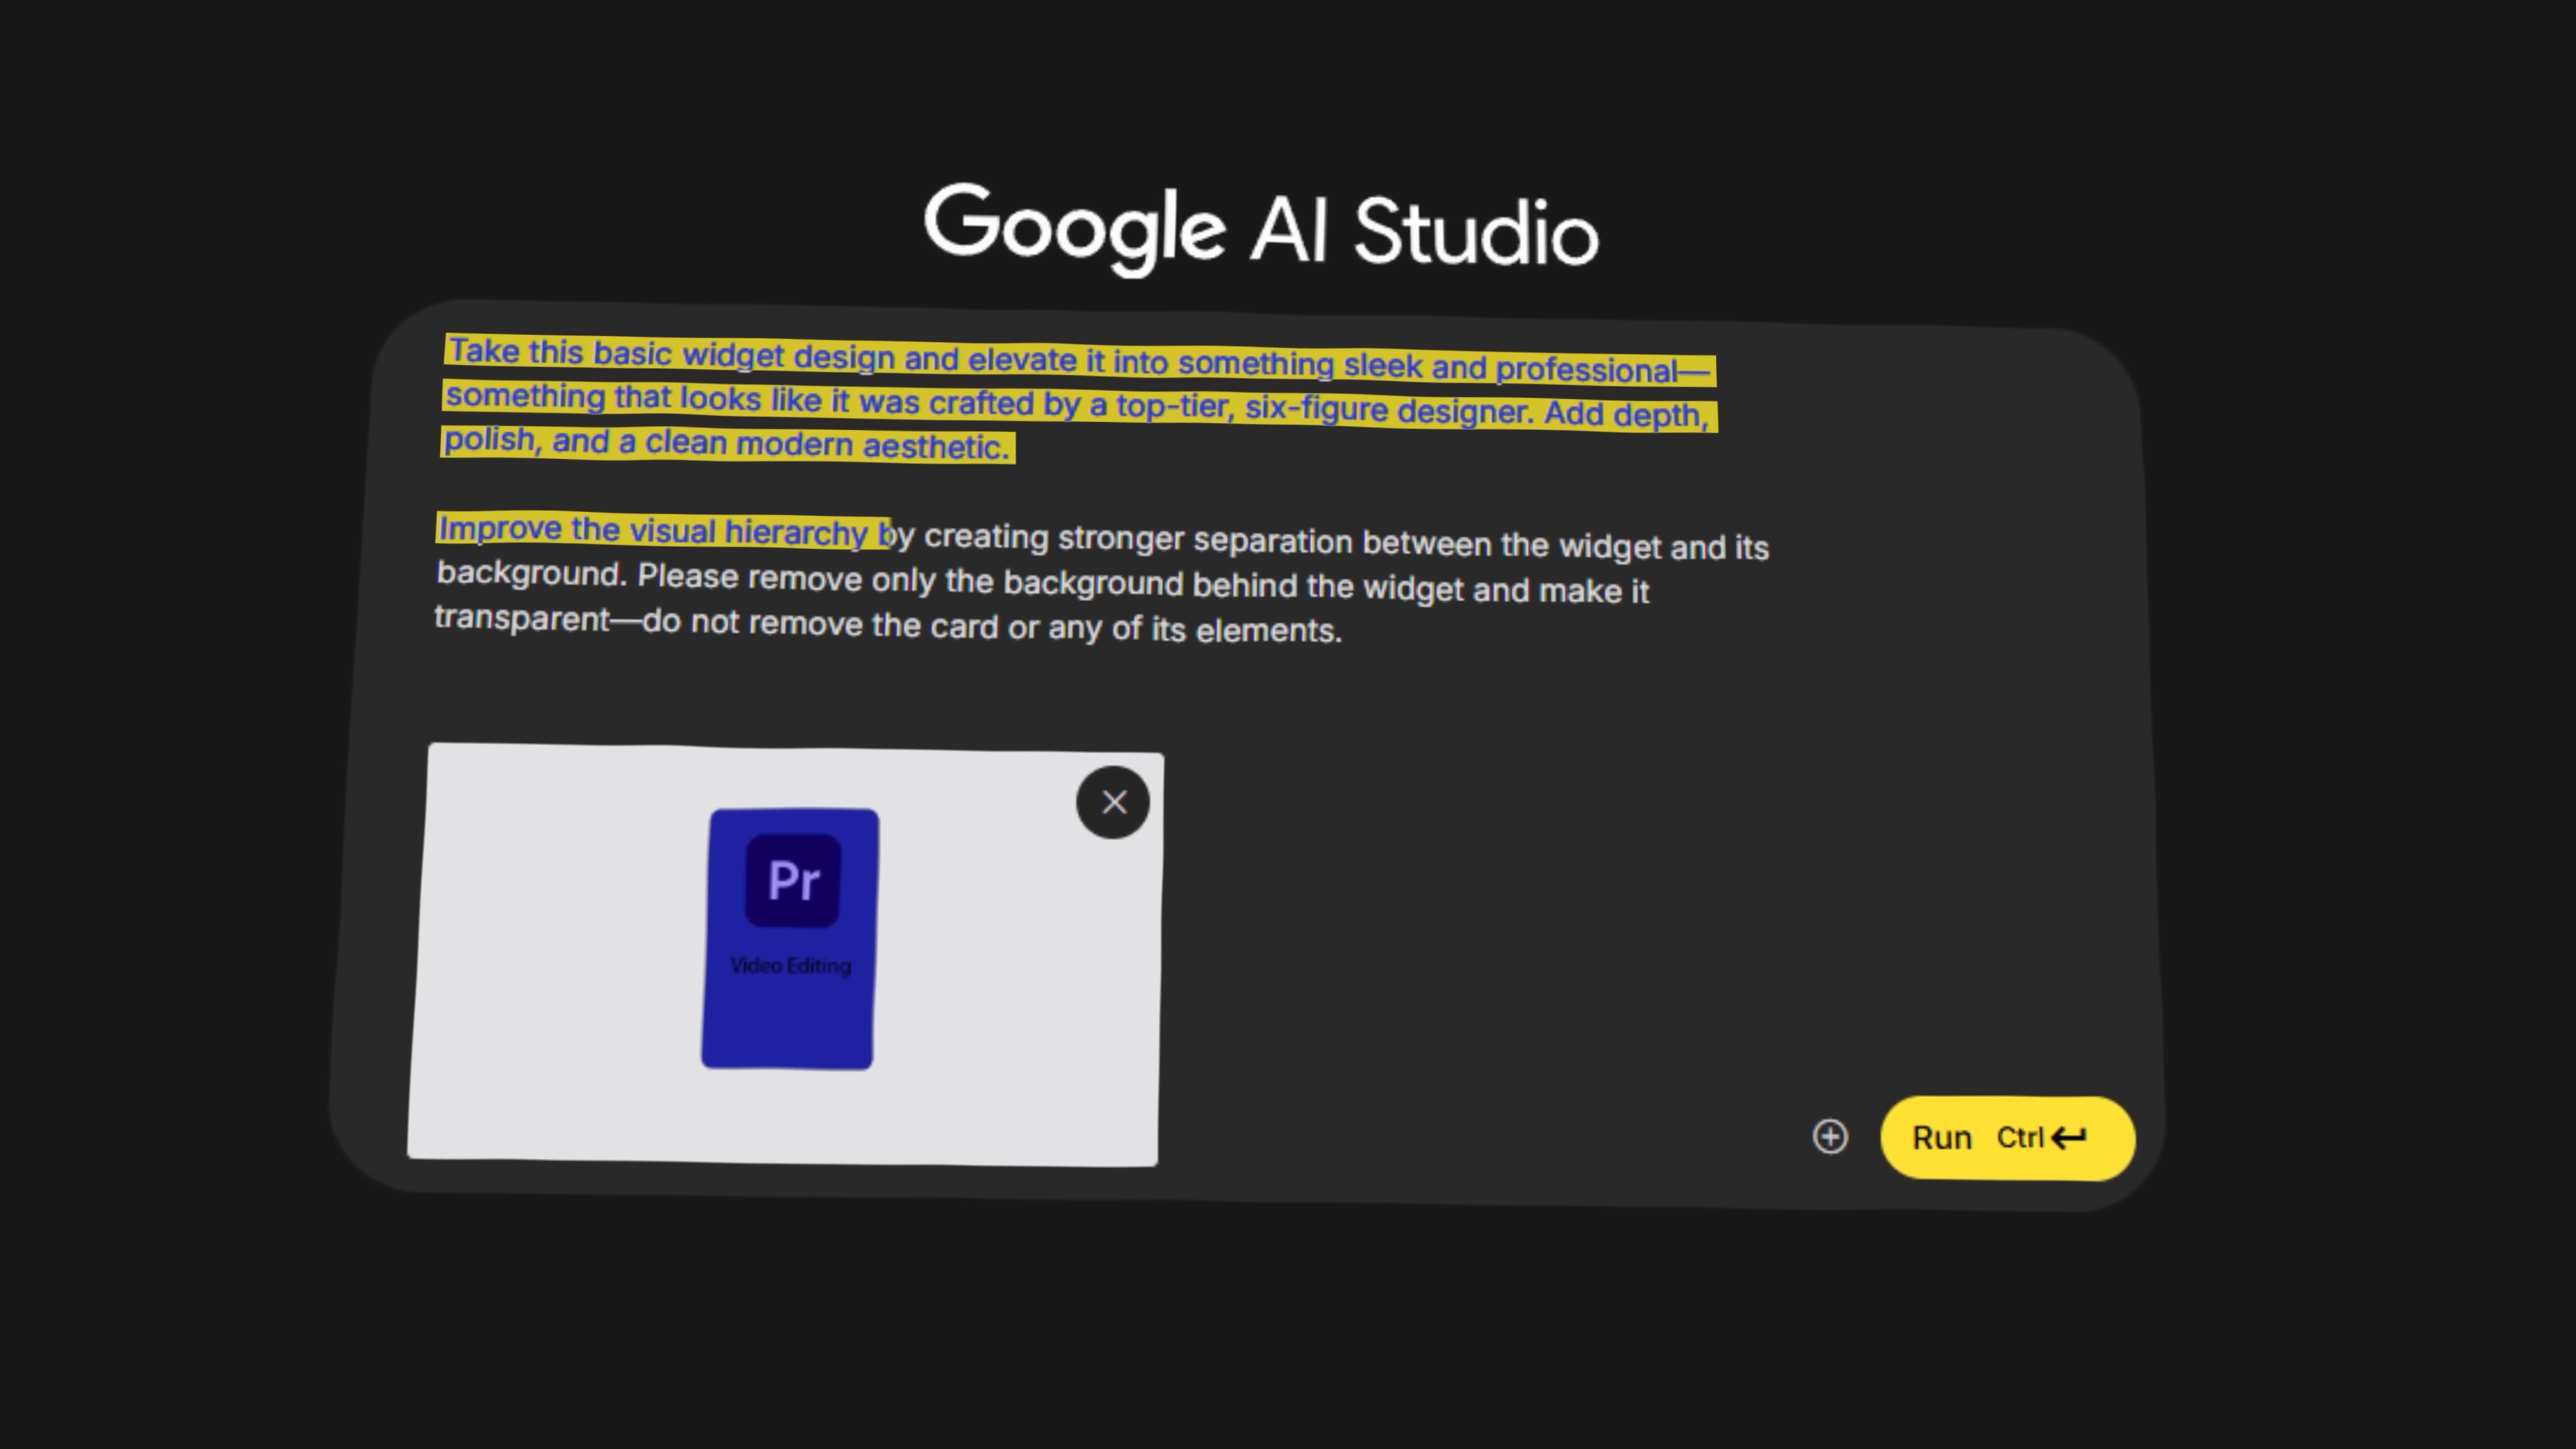 Google AI Studio
Take this basic widget design and elevate it into something sleek and professional—
something that looks like it was crafted by a top-tier, six-figure designer. Add depth,
polish, and a clean modern aesthetic.
Improve the visual hierarchy by creating stronger separation between the widget and its
background. Please remove only the background behind the widget and make it
transparent—do not remove the card or any of its elements.
Pr
Video Editing
Run Ctrl